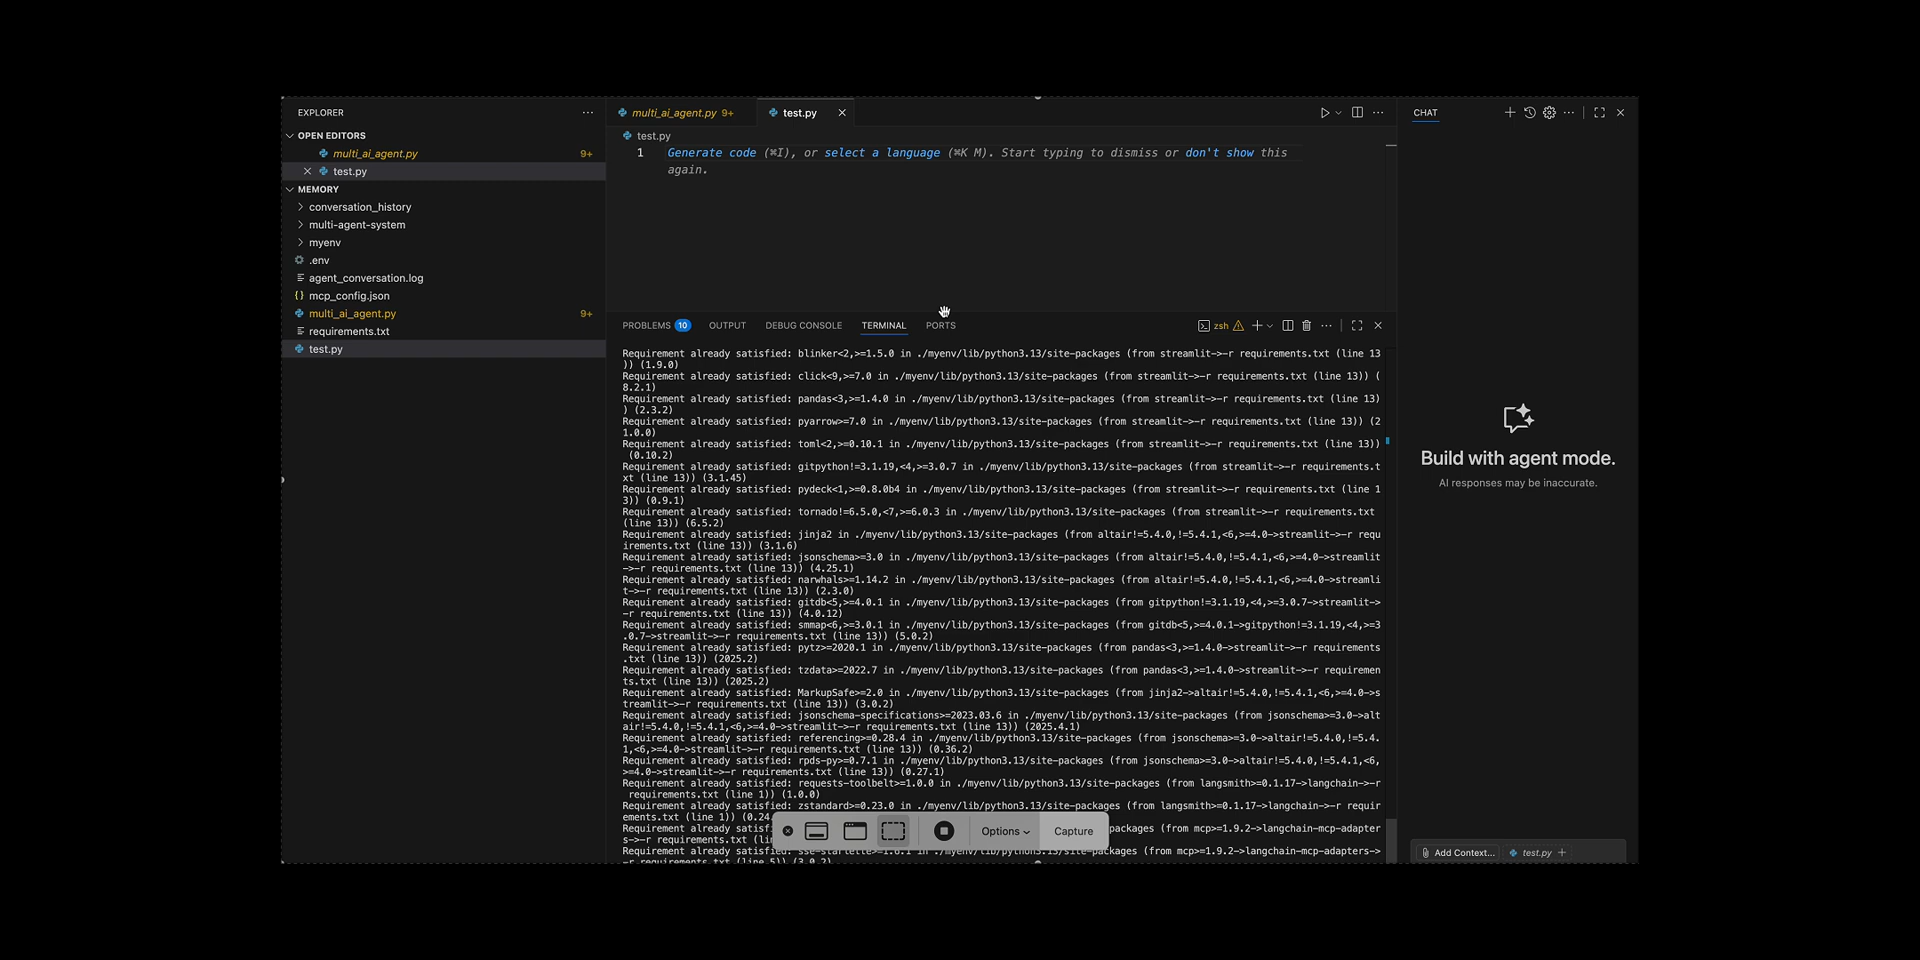 EXPLORER
OPEN EDITORS
multi_ai_agent.py 9+
test.py
MEMORY
conversation_history
multi-agent-system
myenv
.env
agent_conversation.log
mcp_config.json
multi_ai_agent.py 9+
requirements.txt
test.py
multi_ai_agent.py 9+
test.py
test.py
1 Generate code (⌘I), or select a language (⌘K M). Start typing to dismiss or don't show this
again.
PROBLEMS 10 OUTPUT DEBUG CONSOLE TERMINAL PORTS
zsh
Requirement already satisfied: blinker<2,>=1.5.0 in ./myenv/lib/python3.13/site-packages (from streamlit->-r requirements.txt (line 13
)) (1.9.0)
Requirement already satisfied: click<9,>=7.0 in ./myenv/lib/python3.13/site-packages (from streamlit->-r requirements.txt (line 13)) (
8.2.1)
Requirement already satisfied: pandas<3,>=1.4.0 in ./myenv/lib/python3.13/site-packages (from streamlit->-r requirements.txt (line 13)
) (2.3.2)
Requirement already satisfied: pyarrow>=7.0 in ./myenv/lib/python3.13/site-packages (from streamlit->-r requirements.txt (line 13)) (2
1.0.0)
Requirement already satisfied: toml<2,>=0.10.1 in ./myenv/lib/python3.13/site-packages (from streamlit->-r requirements.txt (line 13))
(0.10.2)
Requirement already satisfied: gitpython!=3.1.19,<4,>=3.0.7 in ./myenv/lib/python3.13/site-packages (from streamlit->-r requirements.t
xt (line 13)) (3.1.45)
Requirement already satisfied: pydeck<1,>=0.8.0b4 in ./myenv/lib/python3.13/site-packages (from streamlit->-r requirements.txt (line 1
3)) (0.9.1)
Requirement already satisfied: tornado!=6.5.0,<7,>=6.0.3 in ./myenv/lib/python3.13/site-packages (from streamlit->-r requirements.txt
(line 13)) (6.5.2)
Requirement already satisfied: jinja2 in ./myenv/lib/python3.13/site-packages (from altair!=5.4.0,!=5.4.1,<6,>=4.0->streamlit->-r requ
irements.txt (line 13)) (3.1.6)
Requirement already satisfied: jsonschema>=3.0 in ./myenv/lib/python3.13/site-packages (from altair!=5.4.0,!=5.4.1,<6,>=4.0->streamlit
->-r requirements.txt (line 13)) (4.25.1)
Requirement already satisfied: narwhals>=1.14.2 in ./myenv/lib/python3.13/site-packages (from altair!=5.4.0,!=5.4.1,<6,>=4.0->streamli
t->-r requirements.txt (line 13)) (2.3.0)
Requirement already satisfied: gitdb<5,>=4.0.1 in ./myenv/lib/python3.13/site-packages (from gitpython!=3.1.19,<4,>=3.0.7->streamlit->
-r requirements.txt (line 13)) (4.0.12)
Requirement already satisfied: smmap<6,>=3.0.1 in ./myenv/lib/python3.13/site-packages (from gitdb<5,>=4.0.1->gitpython!=3.1.19,<4,>=3
.0.7->streamlit->-r requirements.txt (line 13)) (5.0.2)
Requirement already satisfied: pytz>=2020.1 in ./myenv/lib/python3.13/site-packages (from pandas<3,>=1.4.0->streamlit->-r requirements
.txt (line 13)) (2025.2)
Requirement already satisfied: tzdata>=2022.7 in ./myenv/lib/python3.13/site-packages (from pandas<3,>=1.4.0->streamlit->-r requiremen
ts.txt (line 13)) (2025.2)
Requirement already satisfied: MarkupSafe>=2.0 in ./myenv/lib/python3.13/site-packages (from jinja2->altair!=5.4.0,!=5.4.1,<6,>=4.0->s
treamlit->-r requirements.txt (line 13)) (3.0.2)
Requirement already satisfied: jsonschema-specifications>=2023.03.6 in ./myenv/lib/python3.13/site-packages (from jsonschema>=3.0->alt
air!=5.4.0,!=5.4.1,<6,>=4.0->streamlit->-r requirements.txt (line 13)) (2025.4.1)
Requirement already satisfied: referencing>=0.28.4 in ./myenv/lib/python3.13/site-packages (from jsonschema>=3.0->altair!=5.4.0,!=5.4.
1,<6,>=4.0->streamlit->-r requirements.txt (line 13)) (0.36.2)
Requirement already satisfied: rpds-py>=0.7.1 in ./myenv/lib/python3.13/site-packages (from jsonschema>=3.0->altair!=5.4.0,!=5.4.1,<6,
>=4.0->streamlit->-r requirements.txt (line 13)) (0.27.1)
Requirement already satisfied: requests-toolbelt>=1.0.0 in ./myenv/lib/python3.13/site-packages (from langsmith>=0.1.17->langchain->-r
requirements.txt (line 1)) (1.0.0)
Requirement already satisfied: zstandard>=0.23.0 in ./myenv/lib/python3.13/site-packages (from langsmith>=0.1.17->langchain->-r requir
ements.txt (line 1)) (0.24.
Requirement already satisf packages (from mcp>=1.9.2->langchain-mcp-adapter
s->-r requirements.txt (lin
Requirement already satisfied: sse-starlette>=1.6.1 in ./myenv/lib/python3.13/site-packages (from mcp>=1.9.2->langchain-mcp-adapters->
-r requirements.txt (line 5)) (3.0.2)
Options
Capture
CHAT
Build with agent mode.
AI responses may be inaccurate.
Add Context... test.py